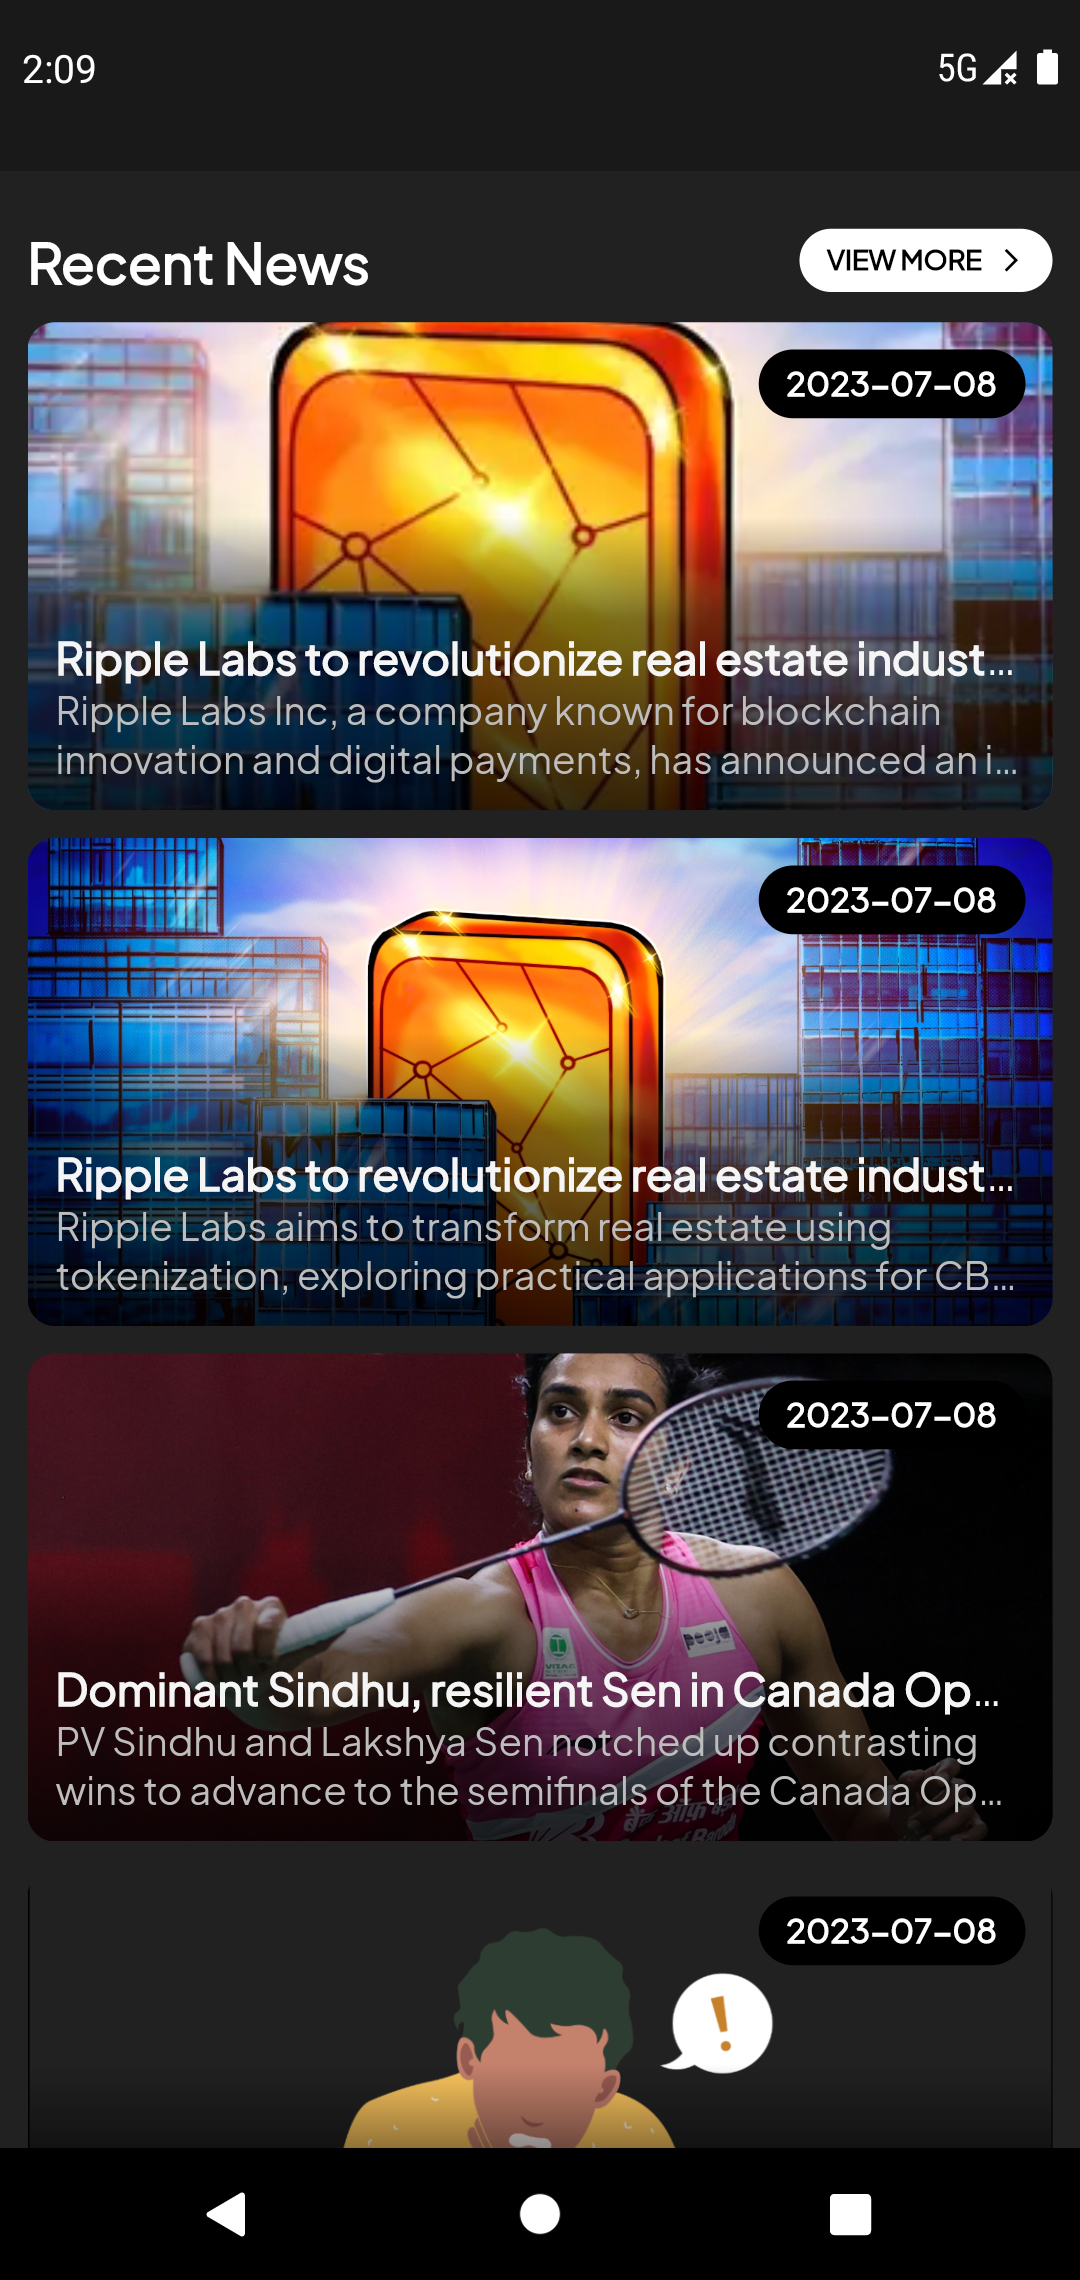 2:09
5G
Recent News
VIEW MORE
2023-07-08
Ripple Labs to revolutionize real estate indust...
Ripple Labs Inc, a company known for blockchain
innovation and digital payments, has announced an i...
2023-07-08
Ripple Labs to revolutionize real estate indust...
Ripple Labs aims to transform real estate using
tokenization, exploring practical applications for CB...
2023-07-08
pooja
Dominant Sindhu, resilient Sen in Canada Op...
PV Sindhu and Lakshya Sen notched up contrasting
wins to advance to the semifinals of the Canada Op...
2023-07-08
!